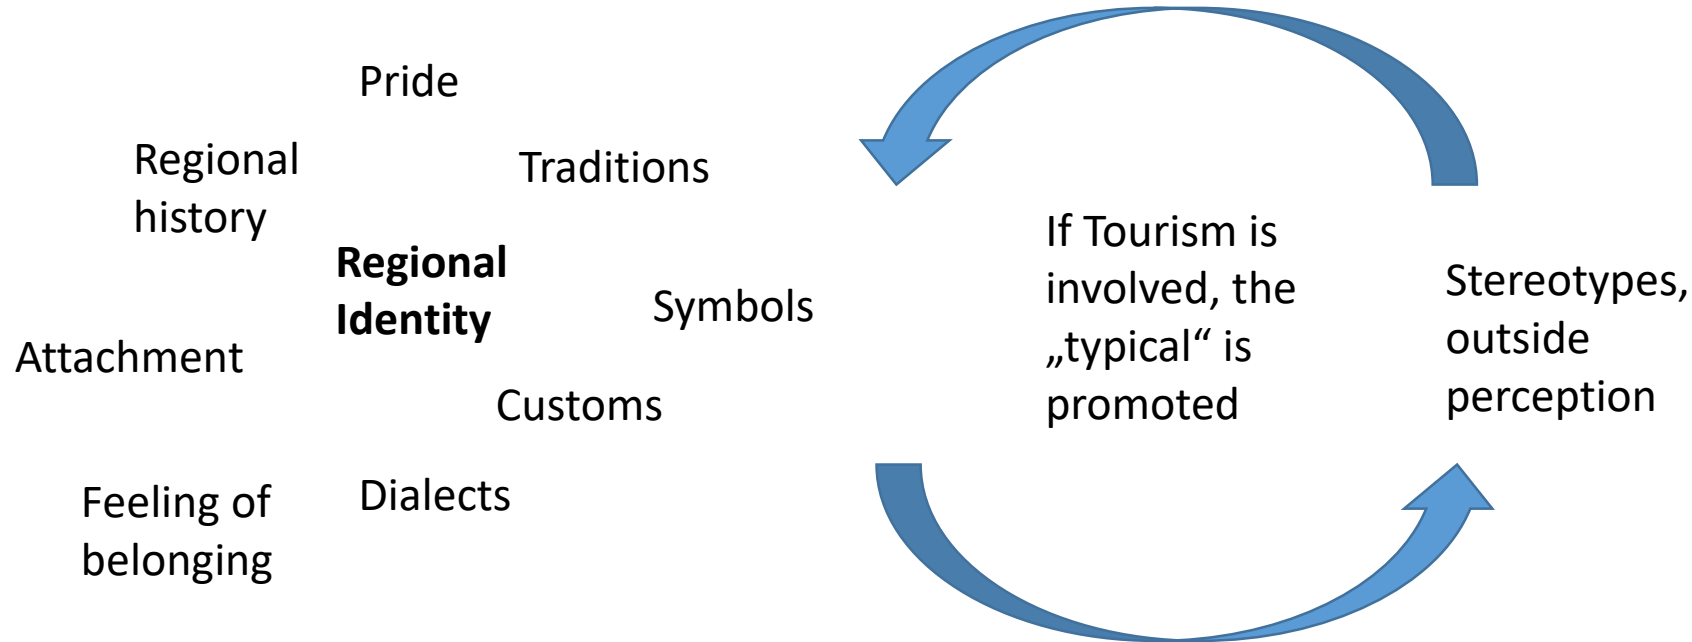 Pride
Regional
history
Traditions
Regional
Identity
Symbols
Attachment
Customs
Feeling of
belonging
Dialects
If Tourism is
involved, the
„typical“ is
promoted
Stereotypes,
outside
perception